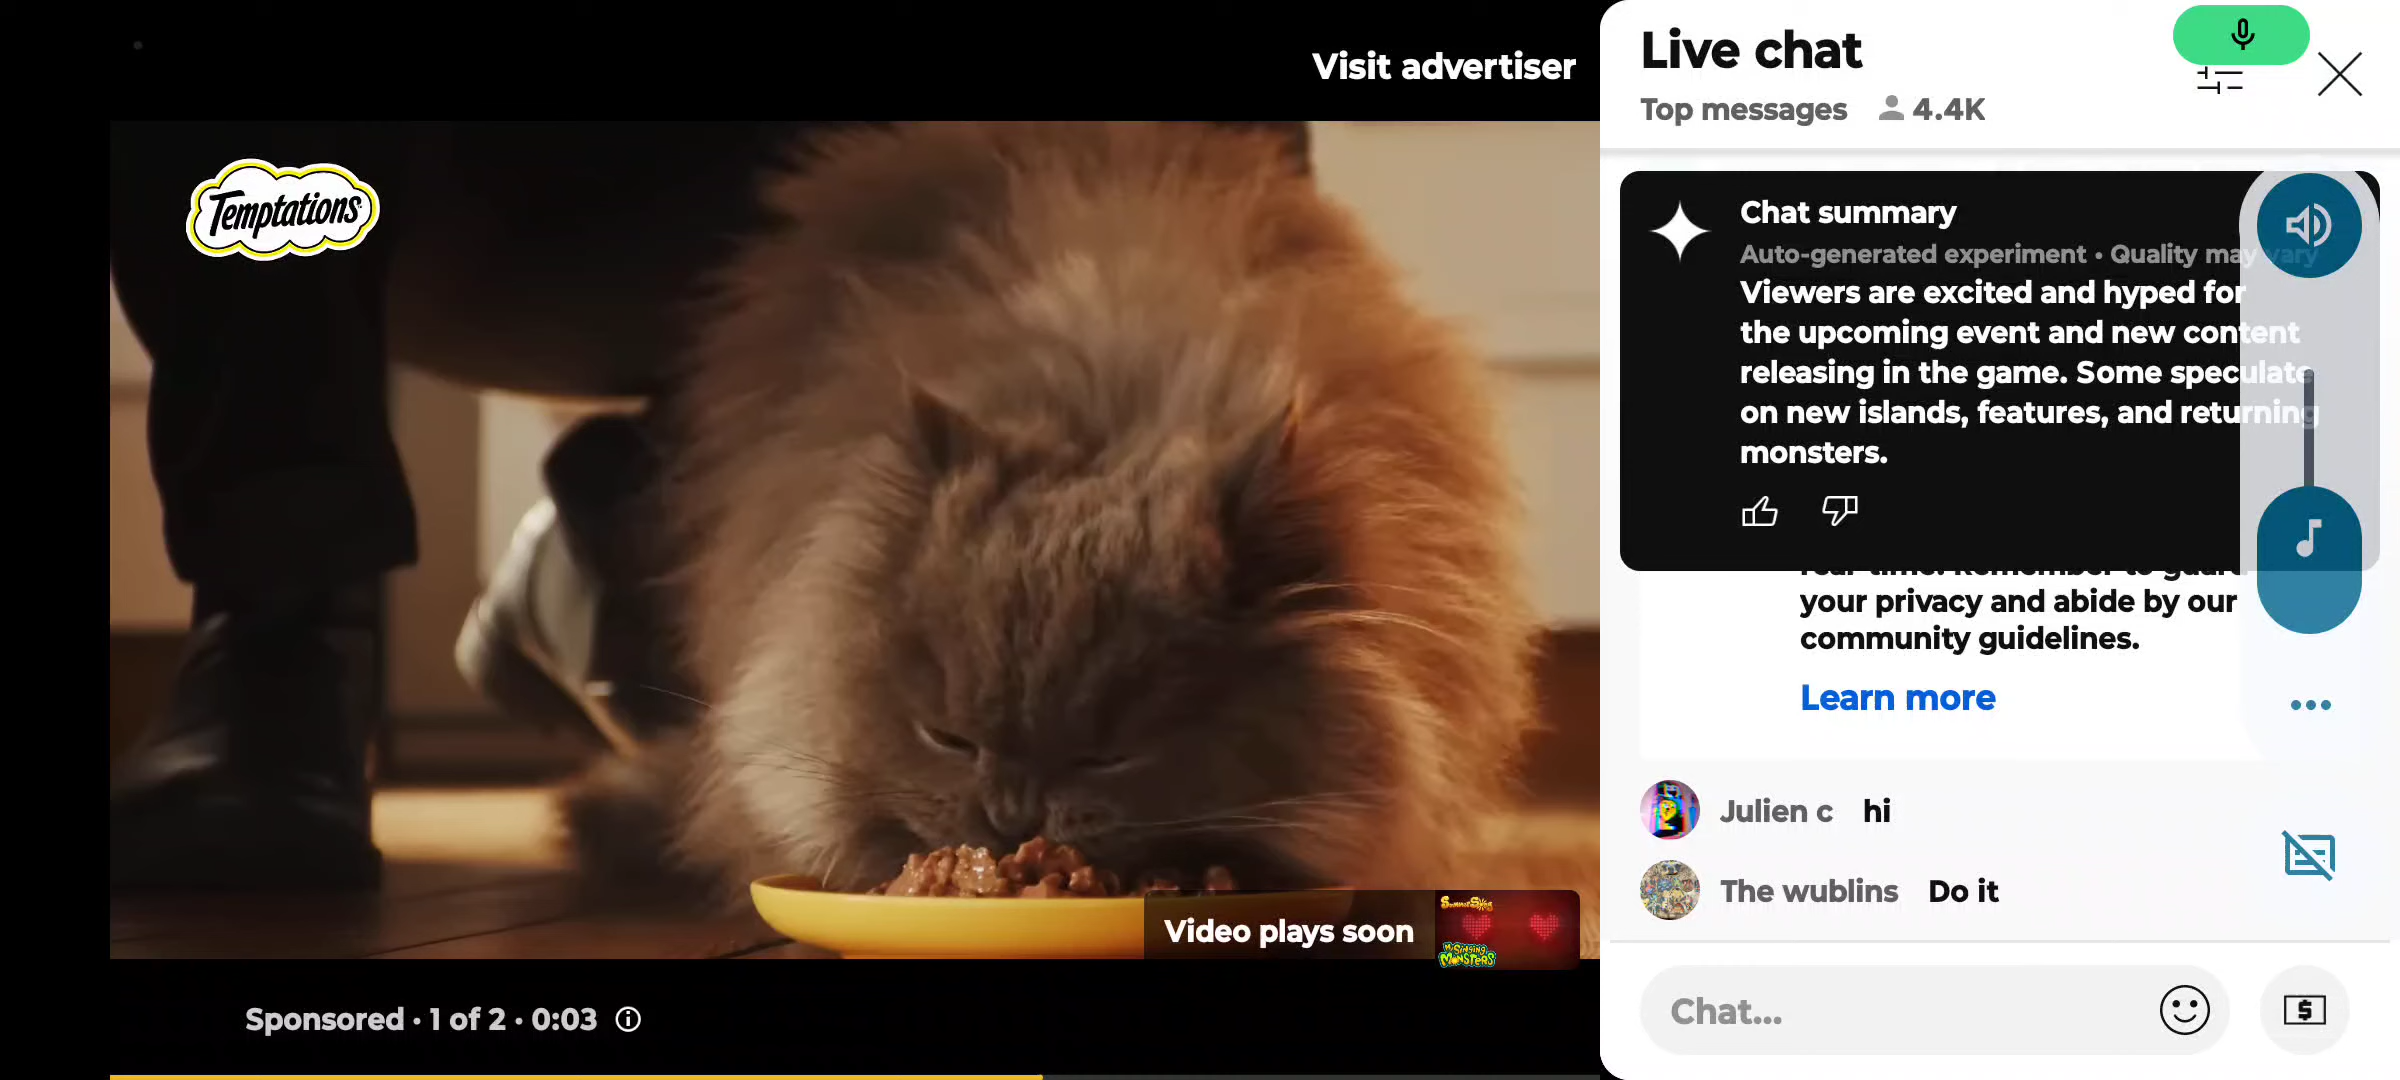 Visit advertiser
Temptations
Video plays soon
My Singing
Monsters
Sponsored · 1 of 2 · 0:03
Live chat
Top messages 4.4K
Chat summary
Auto-generated experiment • Quality may vary
Viewers are excited and hyped for
the upcoming event and new content
releasing in the game. Some speculate
on new islands, features, and returning
monsters.
your privacy and abide by our
community guidelines.
Learn more
Julien c hi
The wublins Do it
Chat...